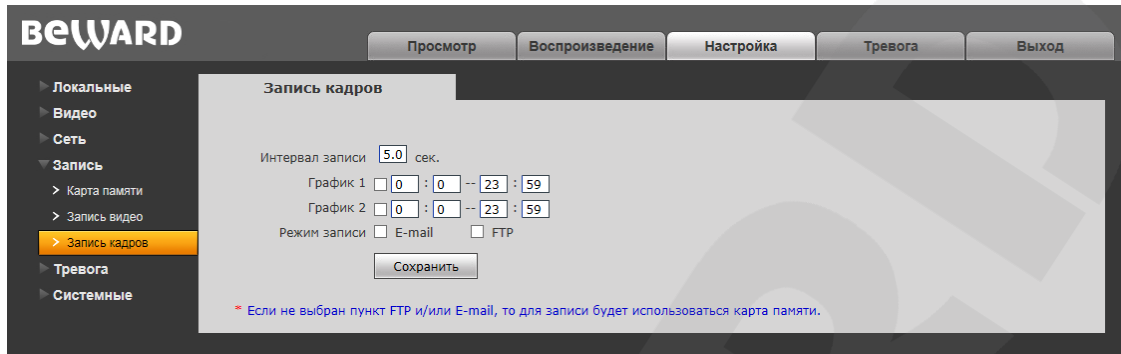 BEWARD
Просмотр Воспроизведение Настройка Тревога Выход
Локальные
Видео
Сеть
Запись
> Карта памяти
> Запись видео
> Запись кадров
Тревога
Системные
Запись кадров
Интервал записи 5.0 сек.
График 1 0 : 0 -- 23 : 59
График 2 0 : 0 -- 23 : 59
Режим записи E-mail FTP
Сохранить
* Если не выбран пункт FTP и/или E-mail, то для записи будет использоваться карта памяти.